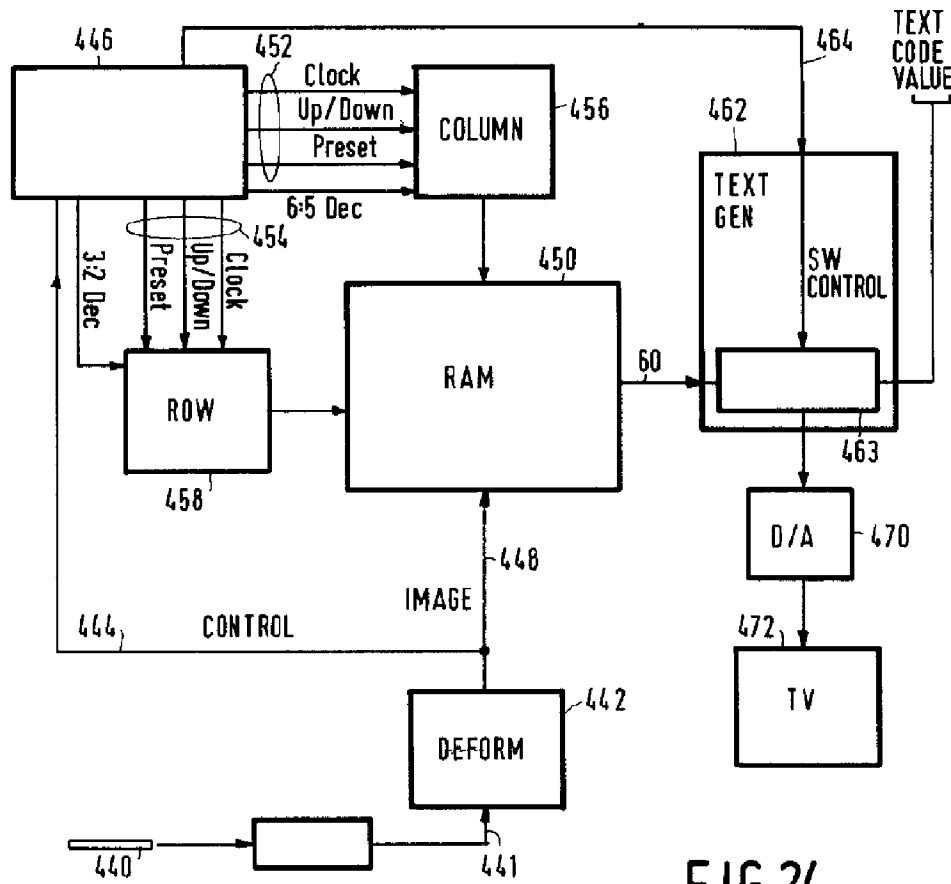 446
452
Clock
Up/Down
Preset
6:5 Dec
COLUMN
456
464
TEXT
CODE
VALUE
462
TEXT
GEN
SW
CONTROL
454
3:2 Dec
Preset
Up/Down
Clock
450
RAM
60
463
ROW
458
D/A
470
448
IMAGE
444
CONTROL
472
TV
442
DEFORM
440
441
FIG. 24